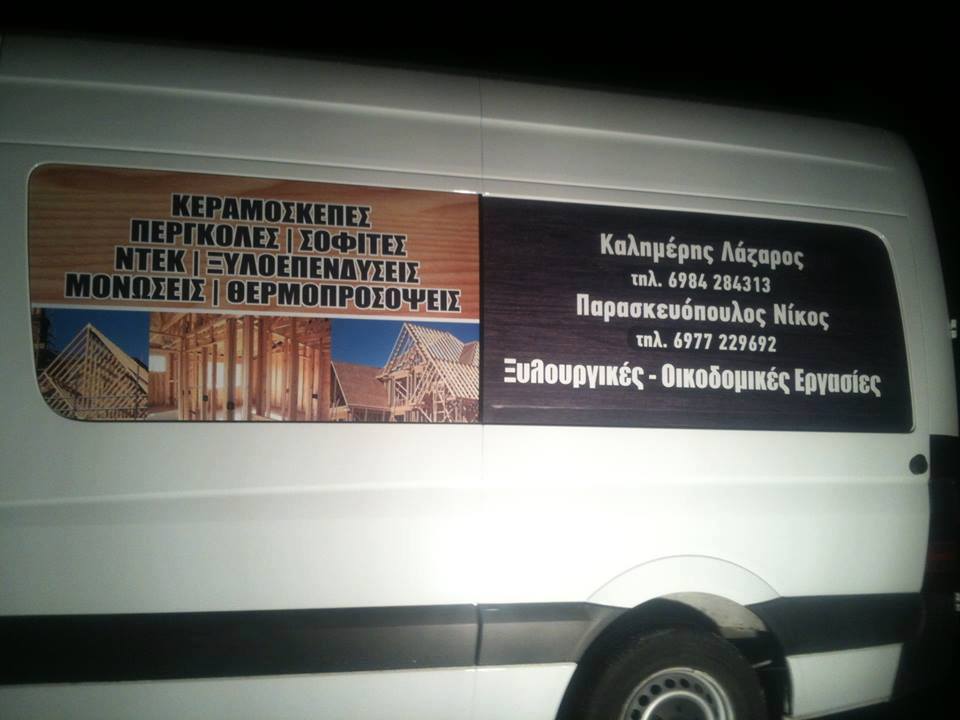 ΚΕΡΑΜΟΣΚΕΠΕΣ
ΠΕΡΓΚΟΛΕΣ | ΣΟΦΙΤΕΣ
ΝΤΕΚ | ΞΥΛΟΕΠΕΝΔΥΣΕΙΣ
ΜΟΝΩΣΕΙΣ | ΘΕΡΜΟΠΡΟΣΟΨΕΙΣ
Καλημέρης Λάζαρος
τηλ. 6984 284313
Παρασκευόπουλος Νίκος
τηλ. 6977 229692
Ξυλουργικές - Οικοδομικές Εργασίες